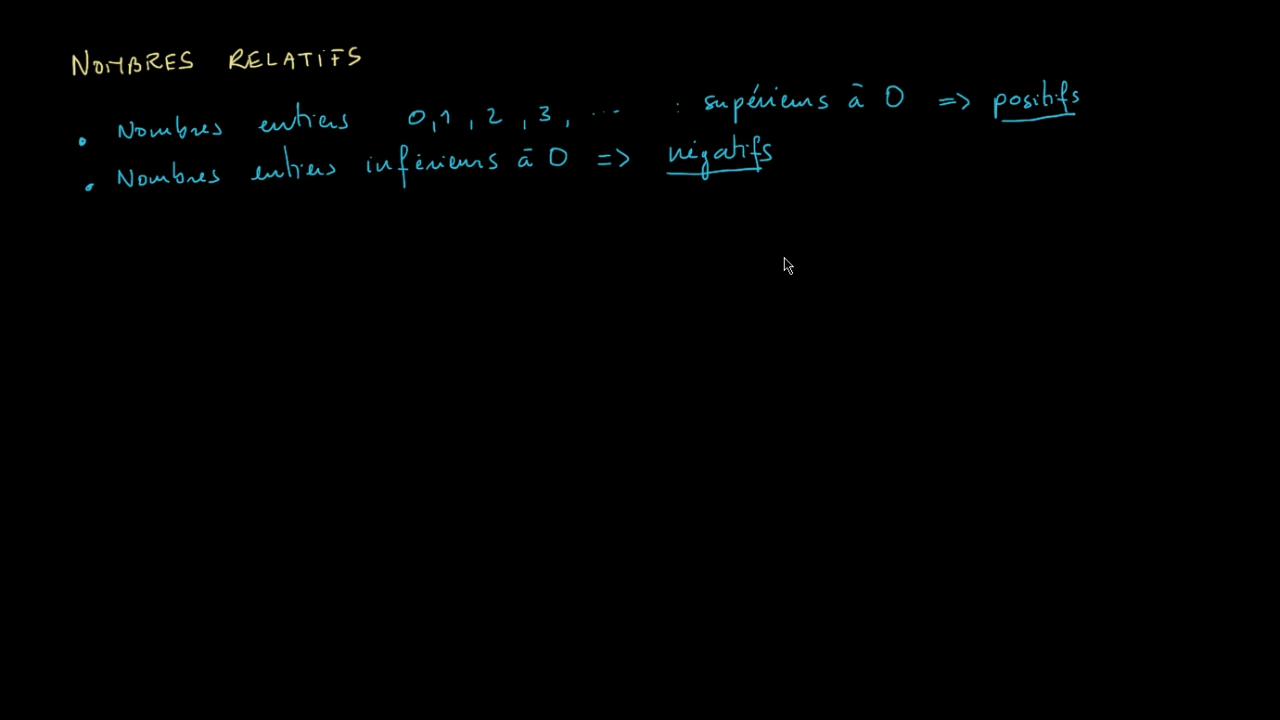 NOMBRES RELATIFS
• Nombres entiers 0, 1, 2, 3, ... : supérieurs à 0 => positifs
• Nombres entiers inférieurs à 0 => négatifs